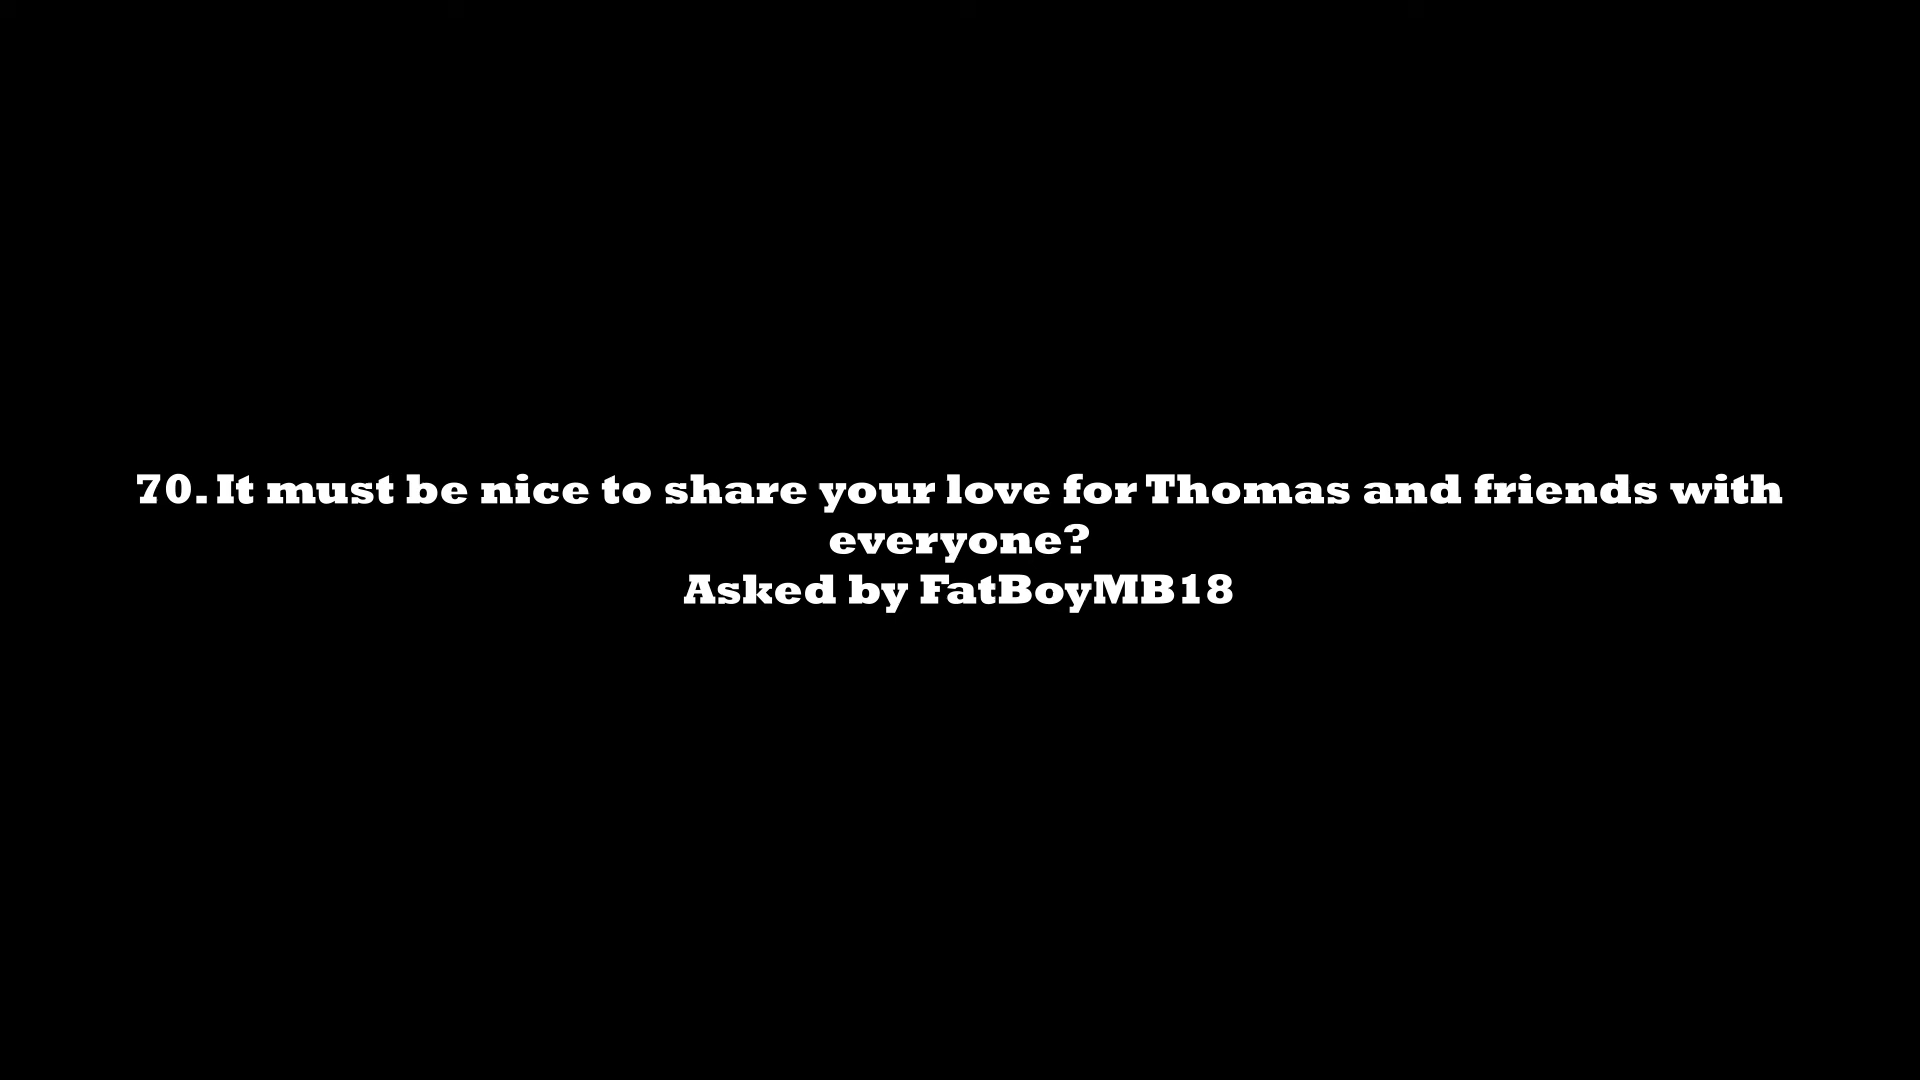 70. It must be nice to share your love for Thomas and friends with
everyone?
Asked by FatBoyMB18